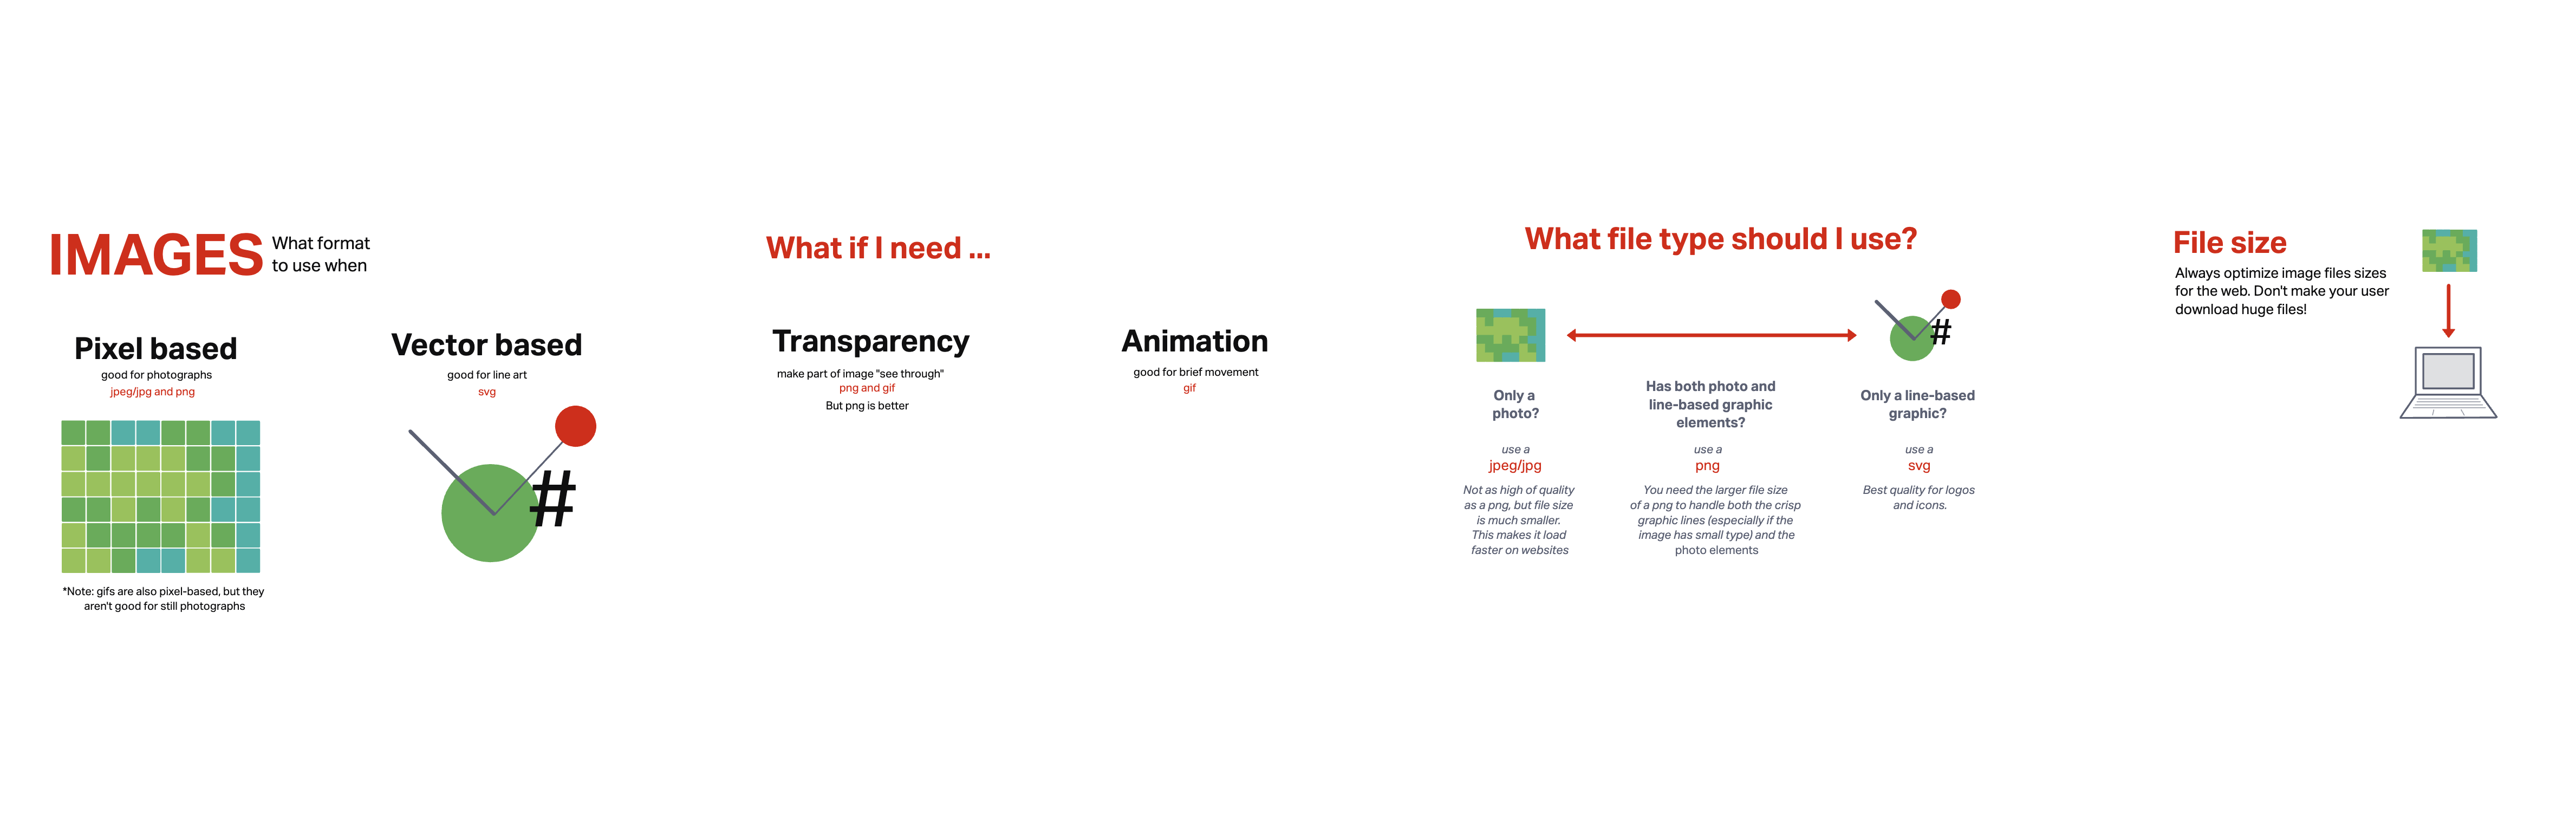 IMAGES
What format
to use when
Pixel based
good for photographs
jpeg/jpg and png
*Note: gifs are also pixel-based, but they
aren't good for still photographs
Vector based
good for line art
svg
#
What if I need ...
Transparency
make part of image "see through"
png and gif
But png is better
Animation
good for brief movement
gif
What file type should I use?
Only a
photo?
use a
jpeg/jpg
Not as high of quality
as a png, but file size
is much smaller.
This makes it load
faster on websites
Has both photo and
line-based graphic
elements?
use a
png
You need the larger file size
of a png to handle both the crisp
graphic lines (especially if the
image has small type) and the
photo elements
#
Only a line-based
graphic?
use a
svg
Best quality for logos
and icons.
File size
Always optimize image files sizes
for the web. Don't make your user
download huge files!